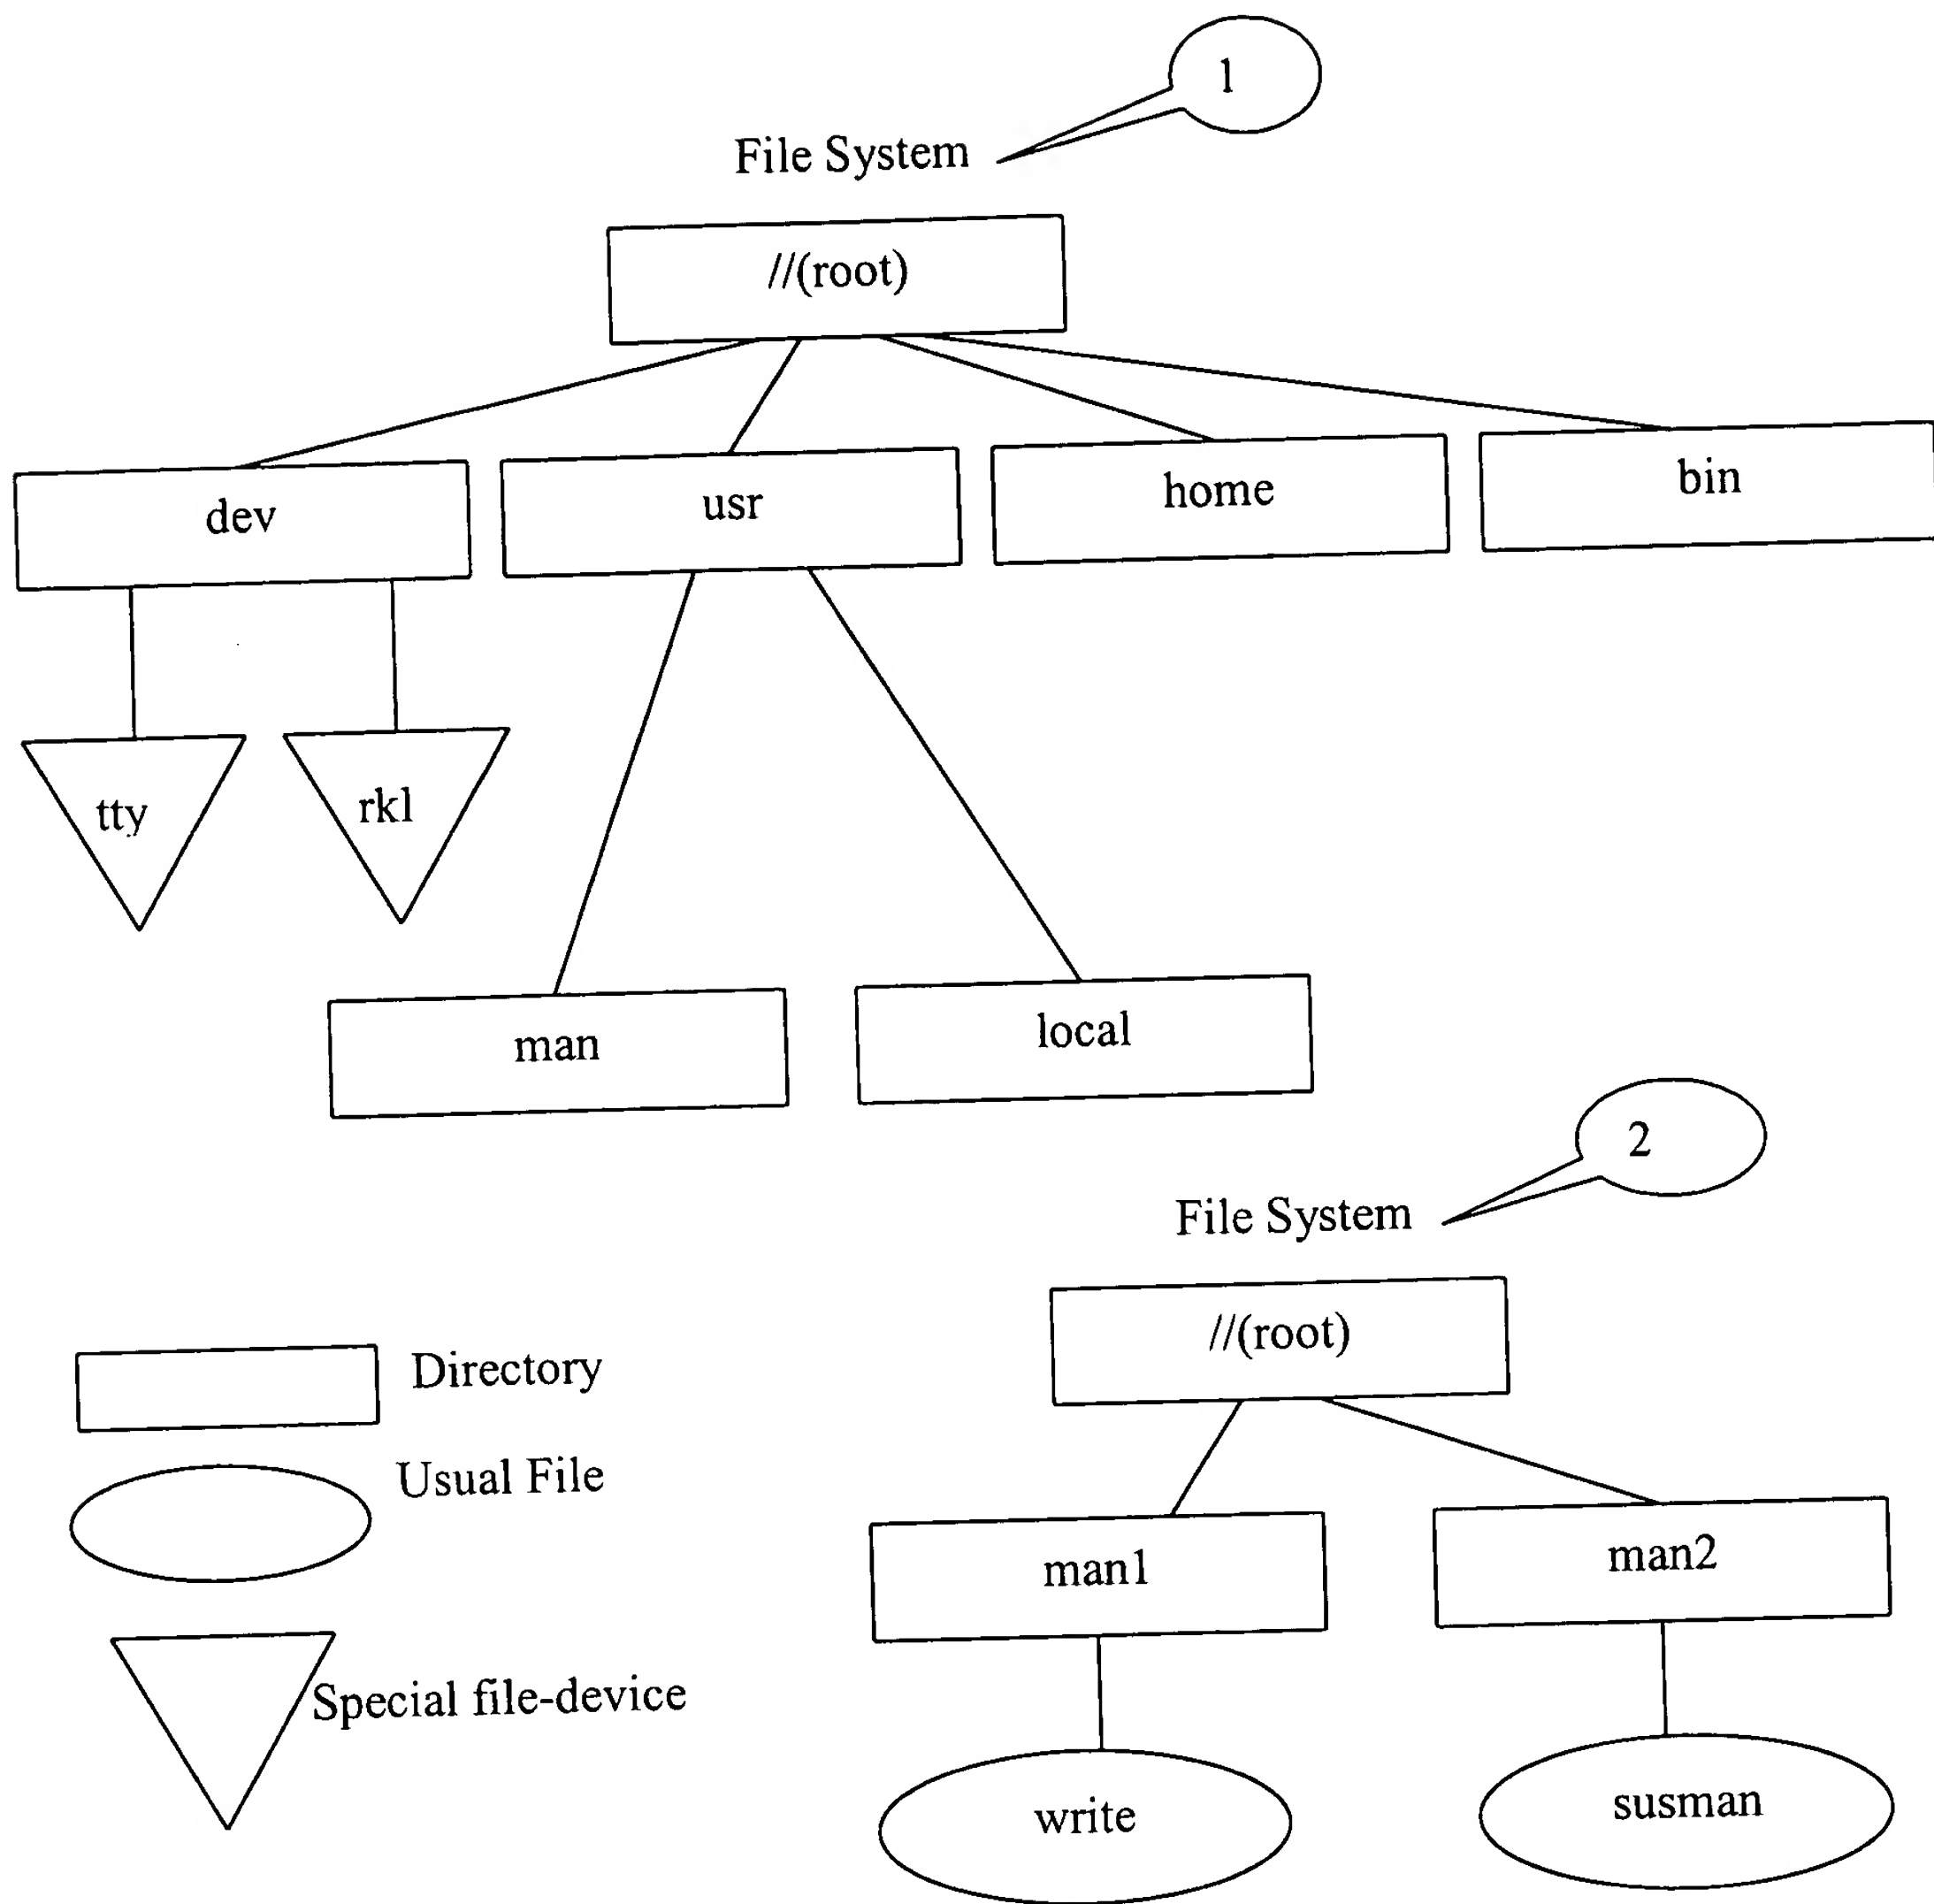 1
File System
//(root)
dev
usr
home
bin
tty
rkl
man
local
2
File System
//(root)
Directory
Usual File
man1
man2
Special file-device
write
susman